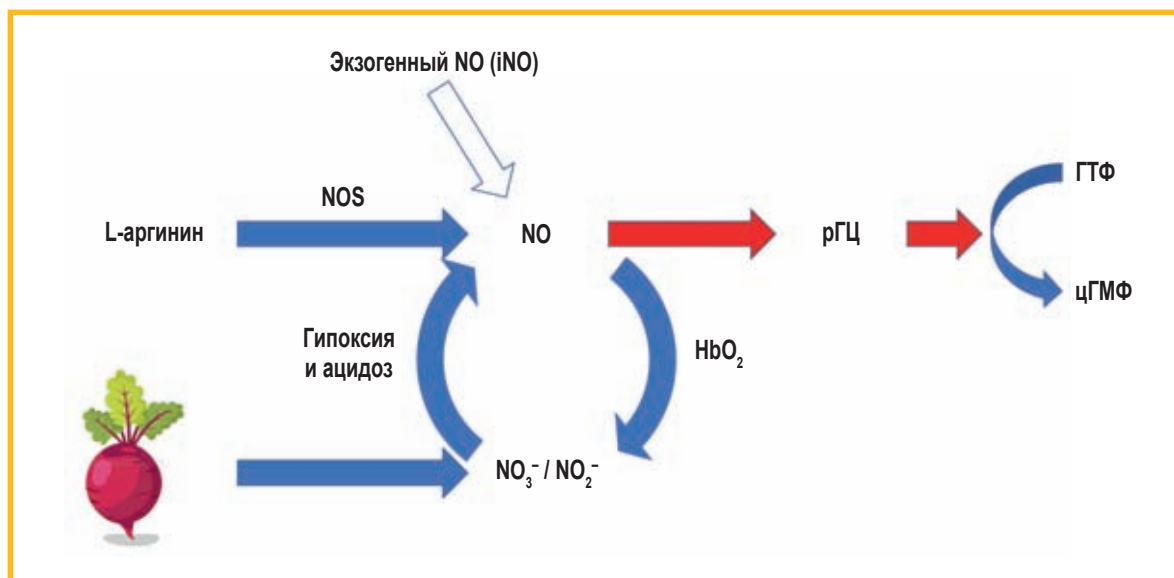 Экзогенный NO (iNO)
ГТФ
NOS
L-аргинин
NO
рГЦ
цГМФ
Гипоксия
и ацидоз
HbO₂
NO₃⁻ / NO₂⁻